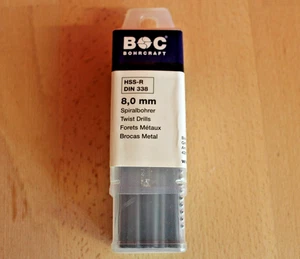 BOC
BOHRCRAFT
HSS-R
DIN 338
8,0 mm
Spiralbohrer
Twist Drills
Forets Métaux
Brocas Metal